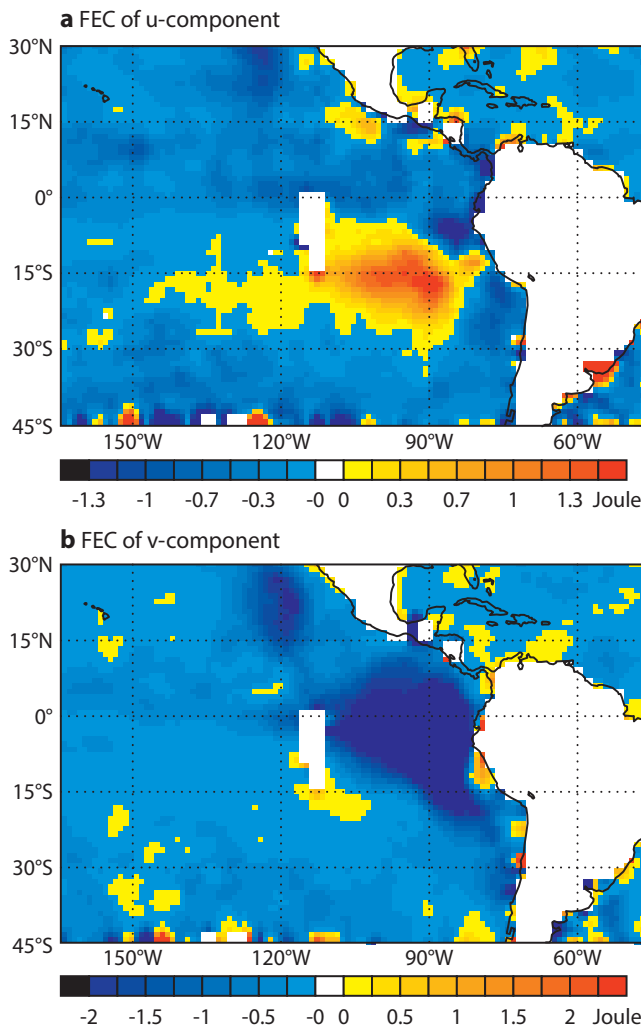 a FEC of u-component
30°N
15°N
0°
15°S
30°S
45°S
150°W 120°W 90°W 60°W
-1.3 -1 -0.7 -0.3 -0 0 0.3 0.7 1 1.3 Joule
b FEC of v-component
30°N
15°N
0°
15°S
30°S
45°S
150°W 120°W 90°W 60°W
-2 -1.5 -1 -0.5 -0 0 0.5 1 1.5 2 Joule